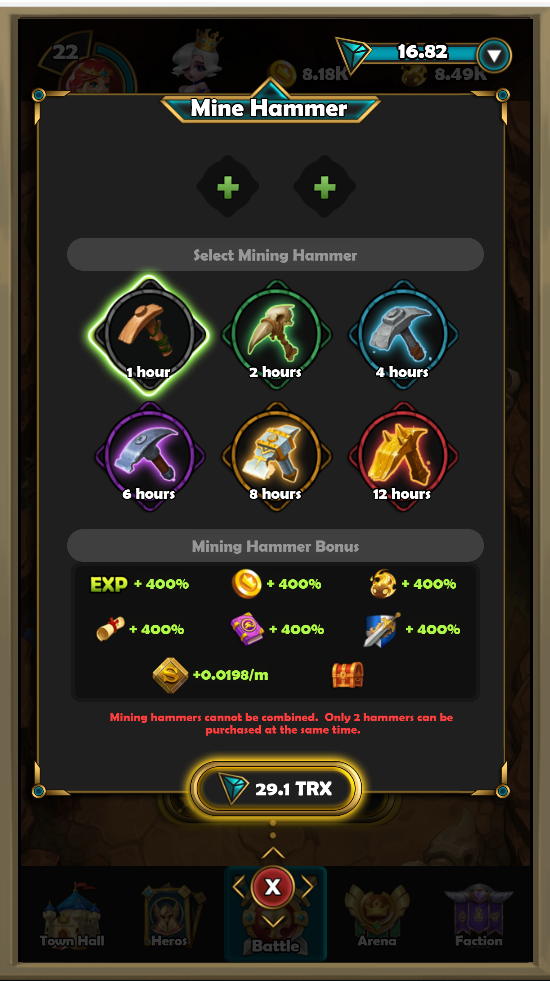 22
16.82
8.18K
8.49K
Mine Hammer
Select Mining Hammer
1 hour
2 hours
4 hours
6 hours
8 hours
12 hours
Mining Hammer Bonus
EXP + 400%
+ 400%
+ 400%
+ 400%
+ 400%
+ 400%
S +0.0198/m
Mining hammers cannot be combined. Only 2 hammers can be
purchased at the same time.
29.1 TRX
X
Town Hall
Heros
Battle
Arena
Faction